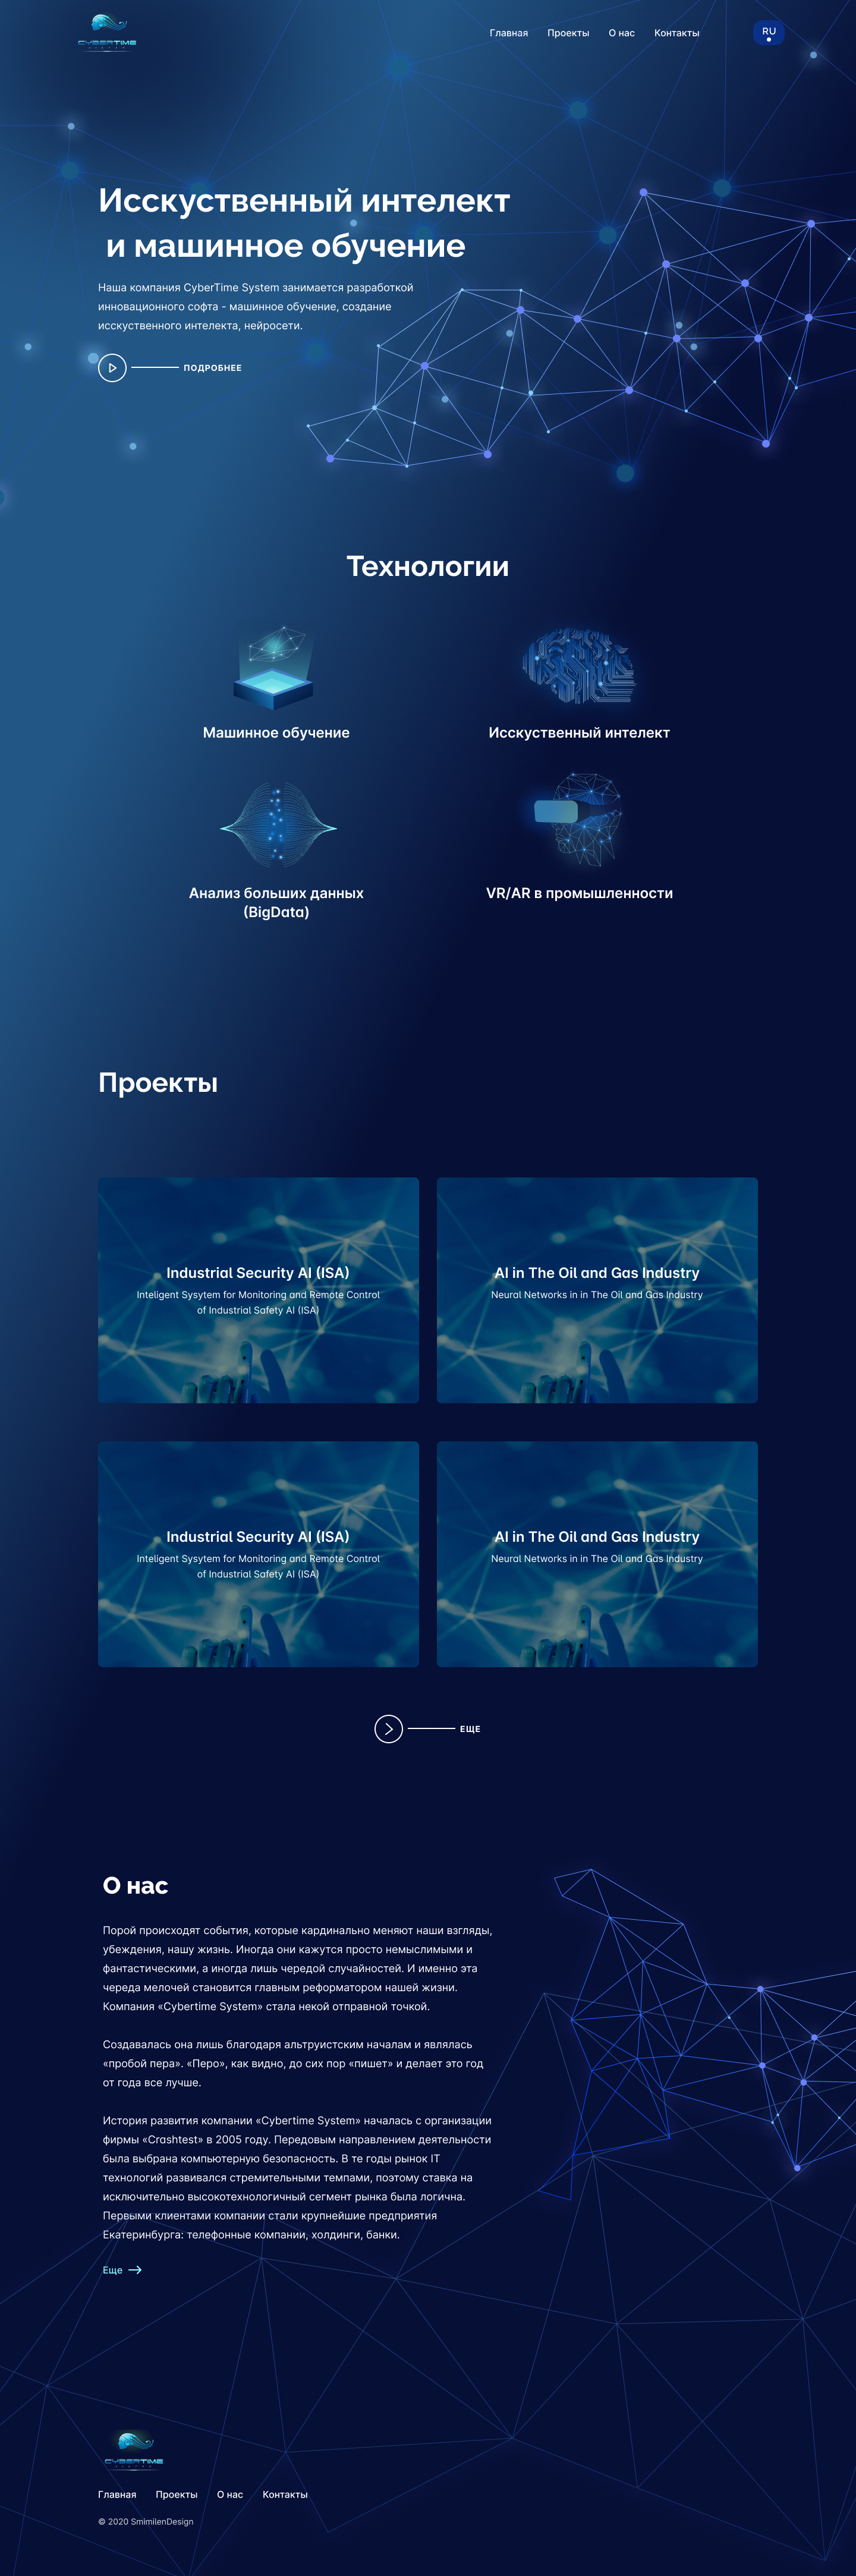 CYBERTIME
Главная Проекты О нас Контакты
RU
Исскуственный интелект
и машинное обучение
Наша компания CyberTime System занимается разработкой
инновационного софта - машинное обучение, создание
исскуственного интелекта, нейросети.
ПОДРОБНЕЕ
Технологии
Машинное обучение
Исскуственный интелект
Анализ больших данных
(BigData)
VR/AR в промышленности
Проекты
Industrial Security AI (ISA)
Inteligent Sysytem for Monitoring and Remote Control
of Industrial Safety AI (ISA)
AI in The Oil and Gas Industry
Neural Networks in in The Oil and Gas Industry
Industrial Security AI (ISA)
Inteligent Sysytem for Monitoring and Remote Control
of Industrial Safety AI (ISA)
AI in The Oil and Gas Industry
Neural Networks in in The Oil and Gas Industry
ЕЩЕ
О нас
Порой происходят события, которые кардинально меняют наши взгляды,
убеждения, нашу жизнь. Иногда они кажутся просто немыслимыми и
фантастическими, а иногда лишь чередой случайностей. И именно эта
череда мелочей становится главным реформатором нашей жизни.
Компания «Cybertime System» стала некой отправной точкой.
Создавалась она лишь благодаря альтруистским началам и являлась
«пробой пера». «Перо», как видно, до сих пор «пишет» и делает это год
от года все лучше.
История развития компании «Cybertime System» началась с организации
фирмы «Crashtest» в 2005 году. Передовым направлением деятельности
была выбрана компьютерную безопасность. В те годы рынок IT
технологий развивался стремительными темпами, поэтому ставка на
исключительно высокотехнологичный сегмент рынка была логична.
Первыми клиентами компании стали крупнейшие предприятия
Екатеринбурга: телефонные компании, холдинги, банки.
Еще
CYBERTIME
Главная Проекты О нас Контакты
© 2020 SmimilenDesign